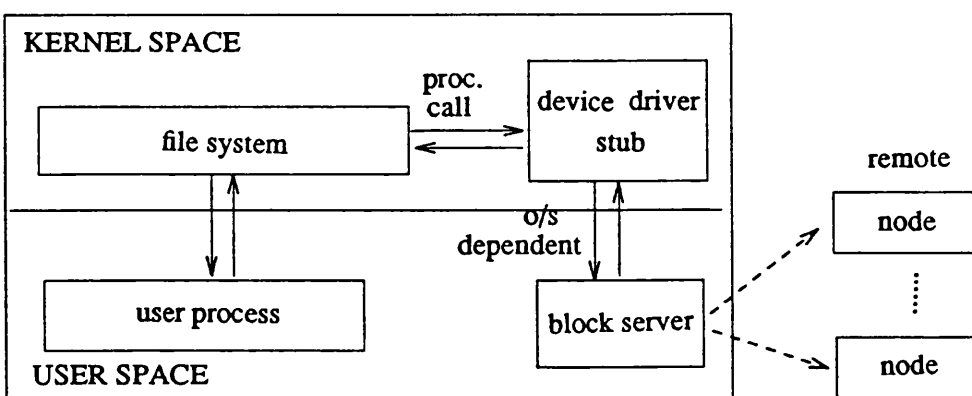 KERNEL SPACE
proc.
call
file system
device driver
stub
remote
node
o/s
dependent
user process
block server
node
USER SPACE